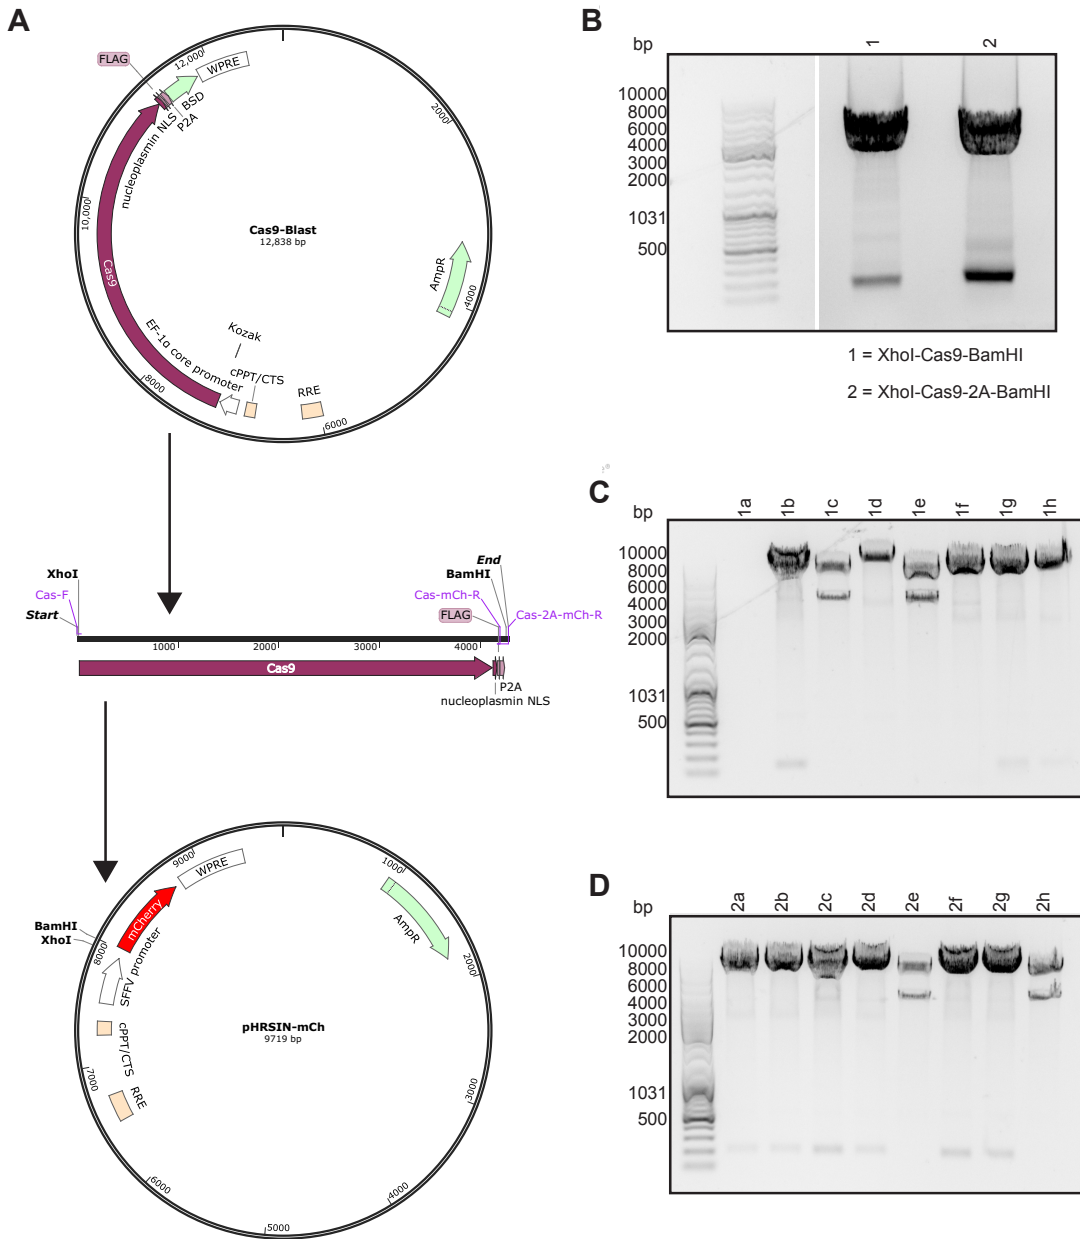 A
FLAG
12,000
WPRE
BSD
P2A
nucleoplasmin NLS
2000
10,000
Cas9-Blast
12,838 bp
Cas9
AmpR
4000
Kozak
EF-1α core promoter
cPPT/CTS
RRE
8000
6000
End
XhoI
BamHI
Cas-F
Cas-mCh-R
Start
FLAG
Cas-2A-mCh-R
1000
2000
3000
4000
Cas9
P2A
nucleoplasmin NLS
9000
WPRE
1000
mCherry
AmpR
BamHI
XhoI
8000
2000
SFFV promoter
pHRSIN-mCh
9719 bp
cPPT/CTS
7000
RRE
3000
6000
4000
5000
B
bp
1
2
10000
8000
6000
4000
3000
2000
1031
500
1 = XhoI-Cas9-BamHI
2 = XhoI-Cas9-2A-BamHI
C
bp
1a
1b
1c
1d
1e
1f
1g
1h
10000
8000
6000
4000
3000
2000
1031
500
D
bp
2a
2b
2c
2d
2e
2f
2g
2h
10000
8000
6000
4000
3000
2000
1031
500